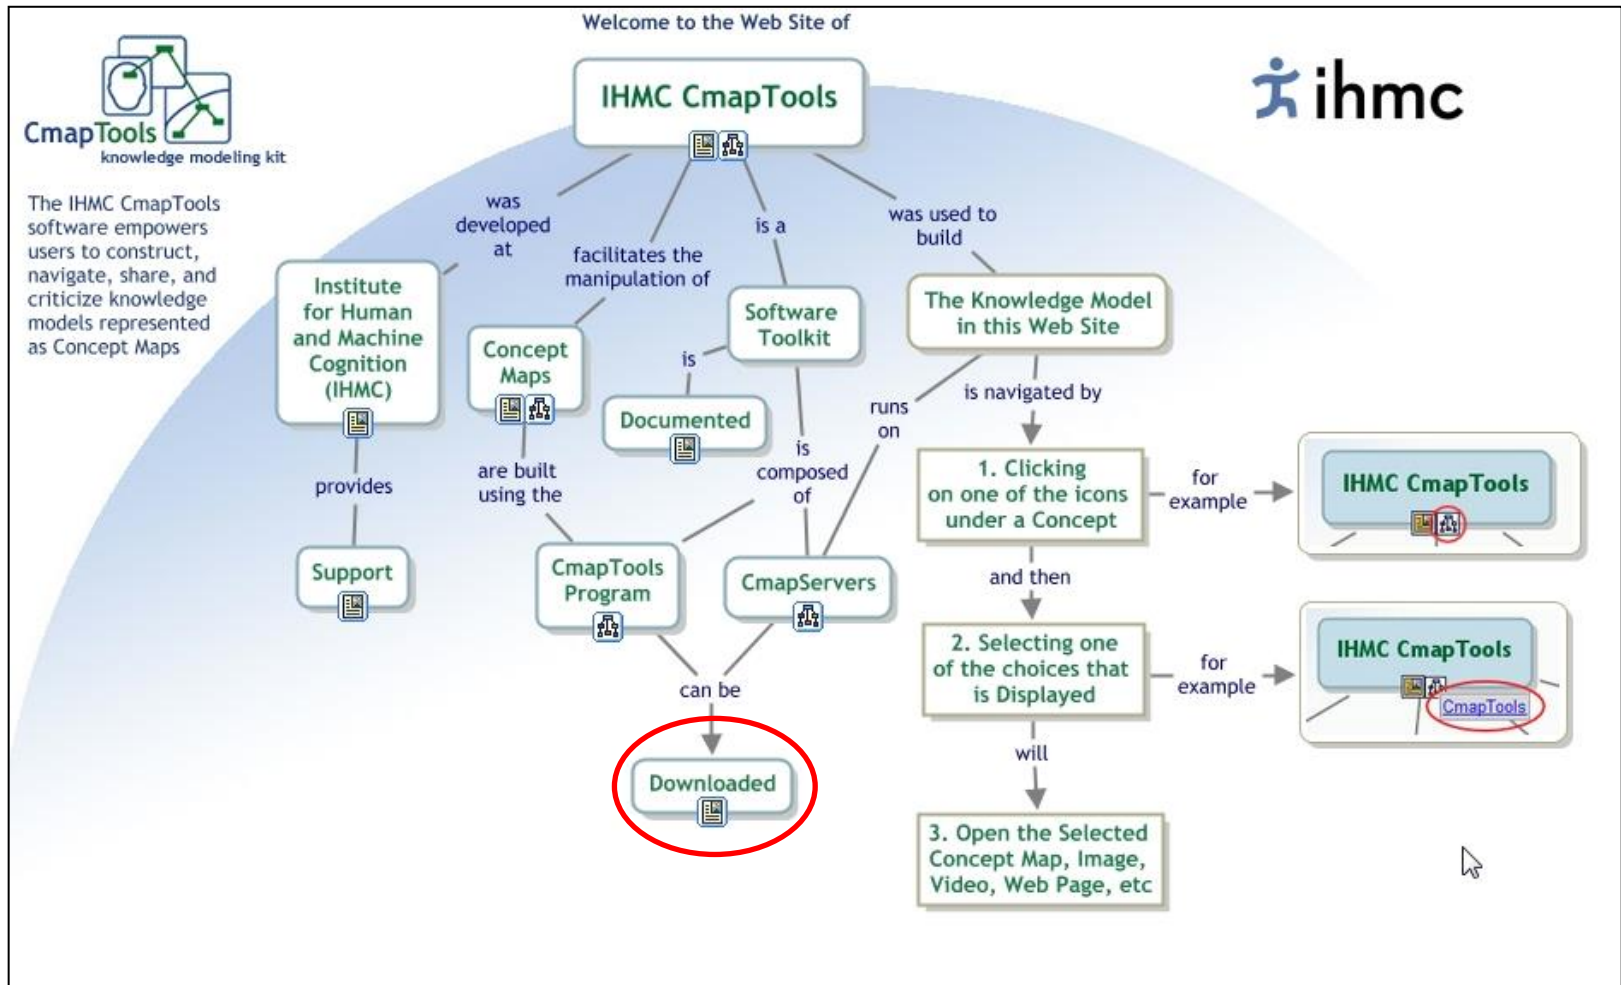 Welcome to the Web Site of
CmapTools
knowledge modeling kit
The IHMC CmapTools
software empowers
users to construct,
navigate, share, and
criticize knowledge
models represented
as Concept Maps
IHMC CmapTools
ihmc
was
developed
at
facilitates the
manipulation of
is a
was used to
build
Institute
for Human
and Machine
Cognition
(IHMC)
Concept
Maps
Software
Toolkit
The Knowledge Model
in this Web Site
is
Documented
provides
Support
are built
using the
is
composed
of
runs
on
is navigated by
CmapTools
Program
CmapServers
can be
Downloaded
1. Clicking
on one of the icons
under a Concept
for
example
IHMC CmapTools
and then
2. Selecting one
of the choices that
is Displayed
for
example
IHMC CmapTools
CmapTools
will
3. Open the Selected
Concept Map, Image,
Video, Web Page, etc